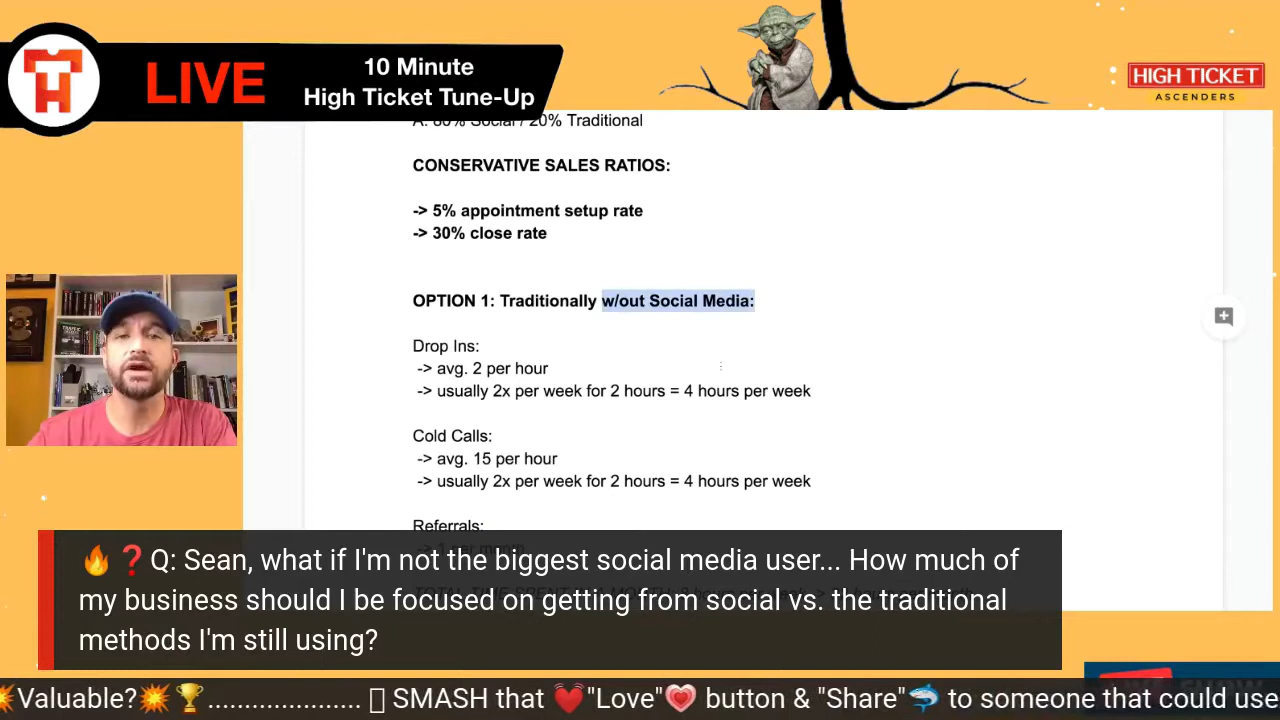 LIVE
10 Minute
High Ticket Tune-Up
HIGH TICKET
ASCENDERS
A: 80% Social / 20% Traditional
CONSERVATIVE SALES RATIOS:
-> 5% appointment setup rate
-> 30% close rate
OPTION 1: Traditionally w/out Social Media:
Drop Ins:
-> avg. 2 per hour
-> usually 2x per week for 2 hours = 4 hours per week
Cold Calls:
-> avg. 15 per hour
-> usually 2x per week for 2 hours = 4 hours per week
Referrals:
🔥❓Q: Sean, what if I'm not the biggest social media user... How much of
my business should I be focused on getting from social vs. the traditional
methods I'm still using?
💥Valuable?💥🏆..................... SMASH that 💓"Love"💗 button & "Share"🦈 to someone that could use